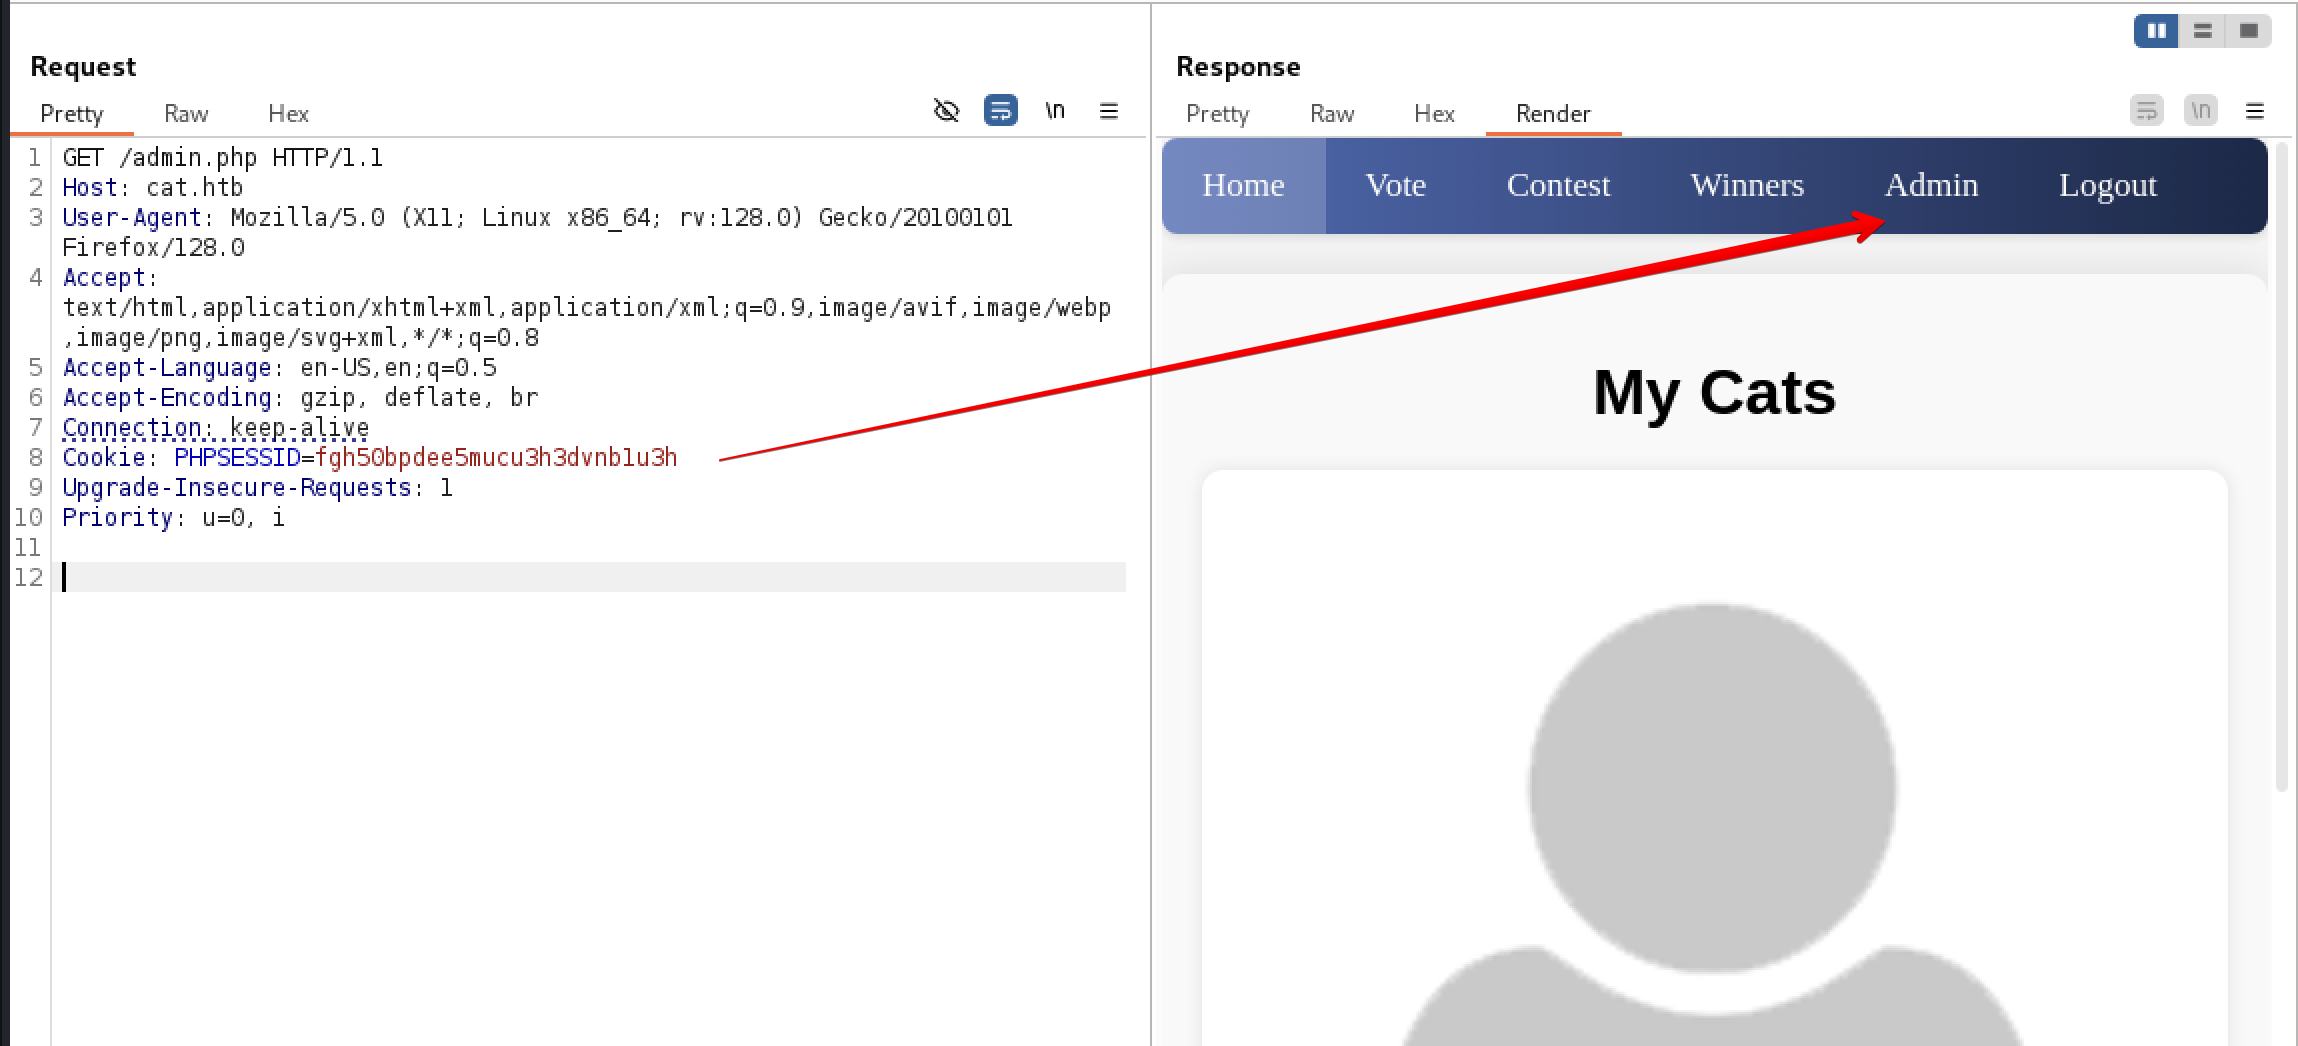 Request
Pretty Raw Hex \n
1 GET /admin.php HTTP/1.1
2 Host: cat.htb
3 User-Agent: Mozilla/5.0 (X11; Linux x86_64; rv:128.0) Gecko/20100101
Firefox/128.0
4 Accept:
text/html,application/xhtml+xml,application/xml;q=0.9,image/avif,image/webp
,image/png,image/svg+xml,*/*;q=0.8
5 Accept-Language: en-US,en;q=0.5
6 Accept-Encoding: gzip, deflate, br
7 Connection: keep-alive
8 Cookie: PHPSESSID=fgh50bpdee5mucu3h3dvnb1u3h
9 Upgrade-Insecure-Requests: 1
10 Priority: u=0, i
11
12
Response
Pretty Raw Hex Render \n
Home Vote Contest Winners Admin Logout
My Cats